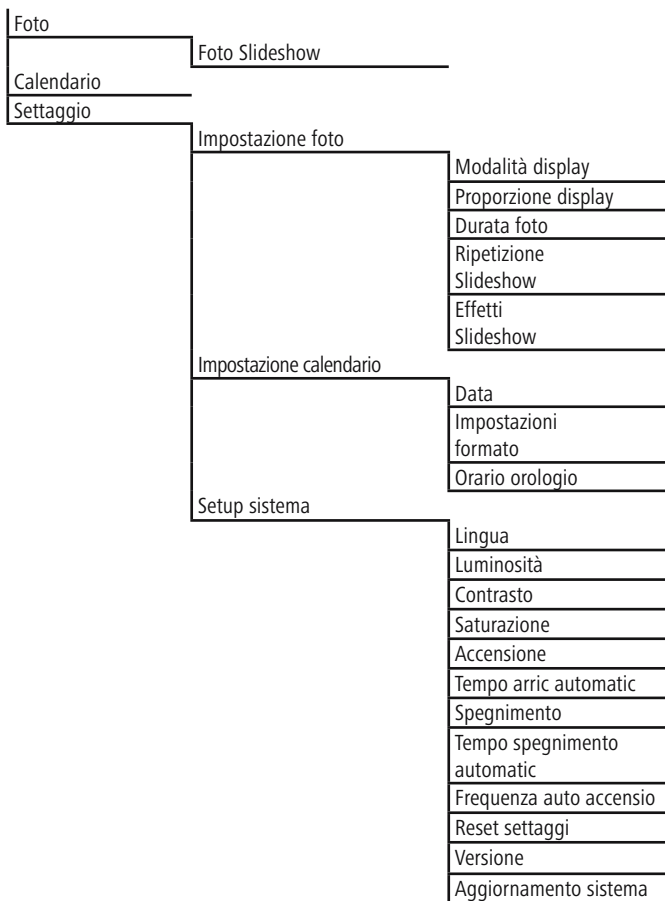 Foto
Foto Slideshow
Calendario
Settaggio
Impostazione foto
Modalità display
Proporzione display
Durata foto
Ripetizione
Slideshow
Effetti
Slideshow
Impostazione calendario
Data
Impostazioni
formato
Orario orologio
Setup sistema
Lingua
Luminosità
Contrasto
Saturazione
Accensione
Tempo arric automatic
Spegnimento
Tempo spegnimento
automatic
Frequenza auto accensio
Reset settaggi
Versione
Aggiornamento sistema